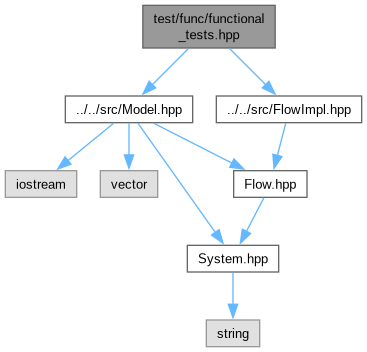 test/func/functional
_tests.hpp
../../src/Model.hpp
../../src/FlowImpl.hpp
iostream
vector
Flow.hpp
System.hpp
string